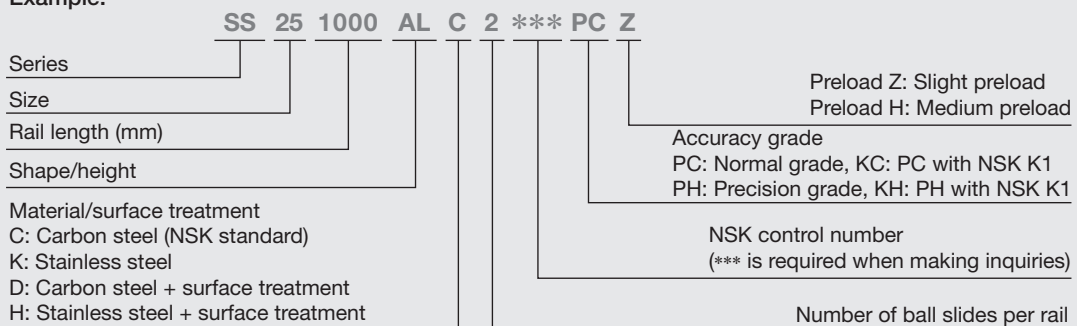 SS 25 1000 AL C 2 *** PC Z
Series
Size
Rail length (mm)
Shape/height
Material/surface treatment
C: Carbon steel (NSK standard)
K: Stainless steel
D: Carbon steel + surface treatment
H: Stainless steel + surface treatment
Preload Z: Slight preload
Preload H: Medium preload
Accuracy grade
PC: Normal grade, KC: PC with NSK K1
PH: Precision grade, KH: PH with NSK K1
NSK control number
(*** is required when making inquiries)
Number of ball slides per rail